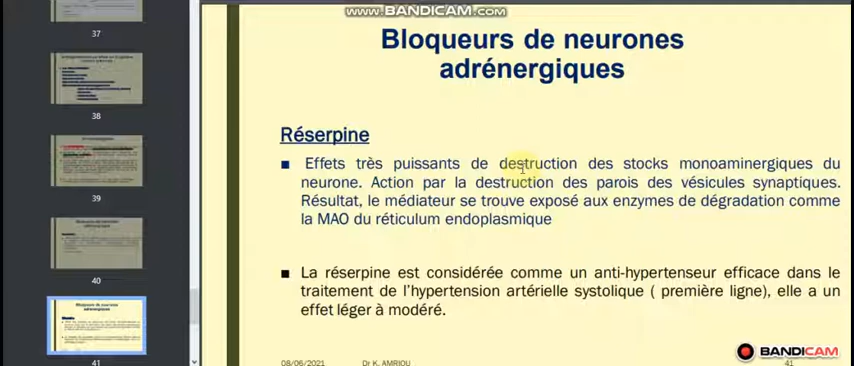 www.BANDICAM.com
37
38
39
40
41
Bloqueurs de neurones
adrénergiques
Réserpine
■ Effets très puissants de destruction des stocks monoaminergiques du
neurone. Action par la destruction des parois des vésicules synaptiques.
Résultat, le médiateur se trouve exposé aux enzymes de dégradation comme
la MAO du réticulum endoplasmique
■ La réserpine est considérée comme un anti-hypertenseur efficace dans le
traitement de l'hypertension artérielle systolique ( première ligne), elle a un
effet léger à modéré.
08/06/2021 Dr K. AMRIOU 41
BANDICAM